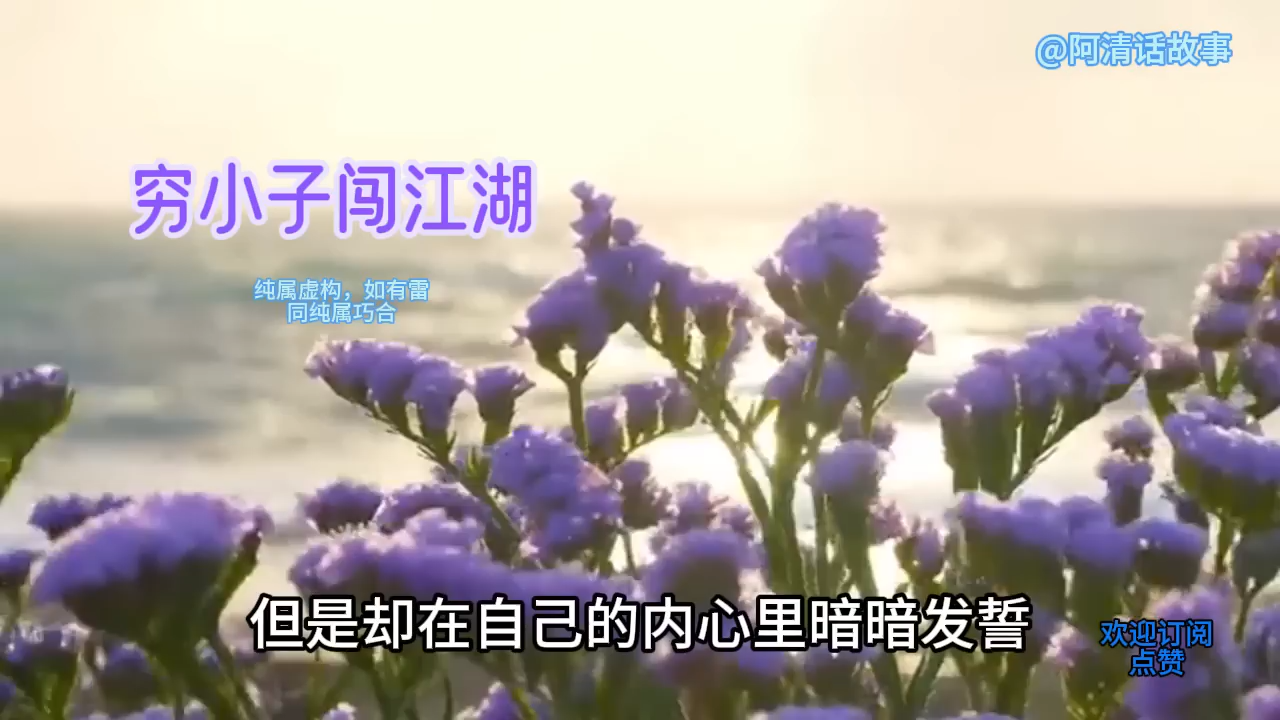 @阿清话故事
穷小子闯江湖
纯属虚构，如有雷
同纯属巧合
但是却在自己的内心里暗暗发誓
欢迎订阅
点赞